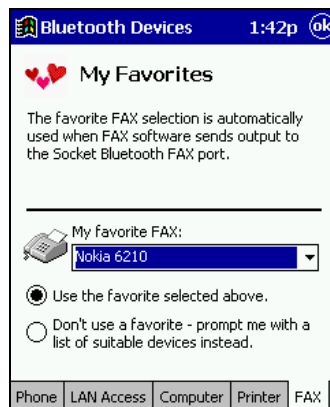 Bluetooth Devices 1:42p ok
My Favorites
The favorite FAX selection is automatically
used when FAX software sends output to
the Socket Bluetooth FAX port.
My favorite FAX:
Nokia 6210
Use the favorite selected above.
Don't use a favorite - prompt me with a
list of suitable devices instead.
Phone LAN Access Computer Printer FAX